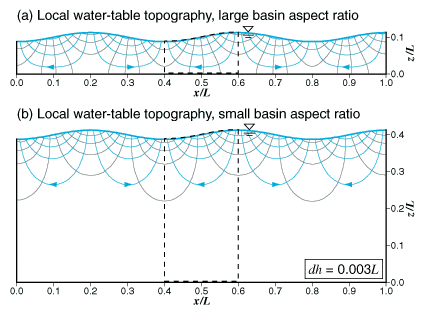 (a) Local water-table topography, large basin aspect ratio
0.1
0.0
z/L
0.0 0.1 0.2 0.3 0.4 0.5 0.6 0.7 0.8 0.9 1.0
x/L
(b) Local water-table topography, small basin aspect ratio
0.4
0.3
0.2
z/L
0.1
dh = 0.003L
0.0
0.0 0.1 0.2 0.3 0.4 0.5 0.6 0.7 0.8 0.9 1.0
x/L